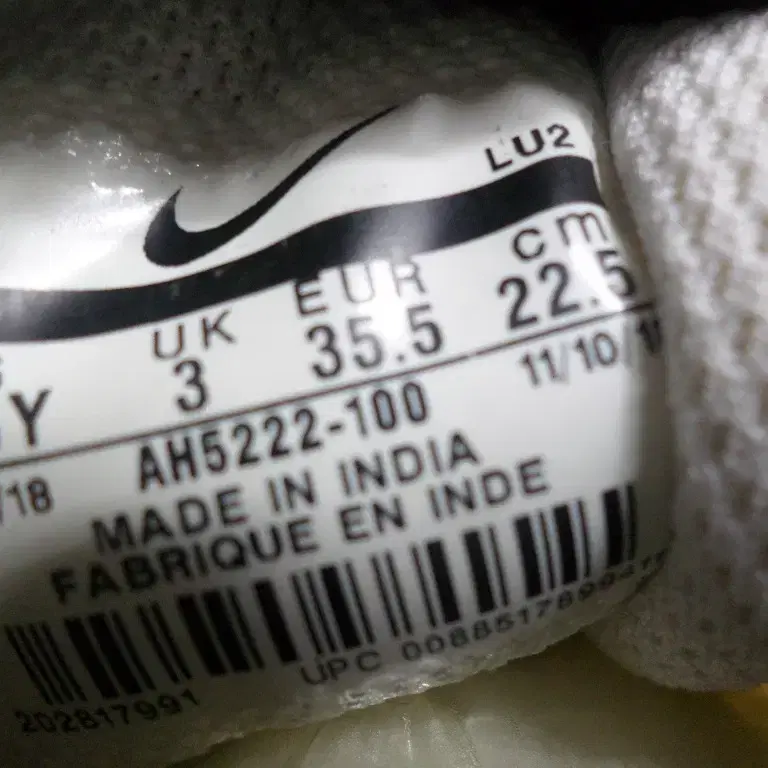 LU2
UK EUR cm
Y 3 35.5 22.5
/18 AH5222-100 11/10/1
MADE IN INDIA
FABRIQUE EN INDE
202817991 UPC